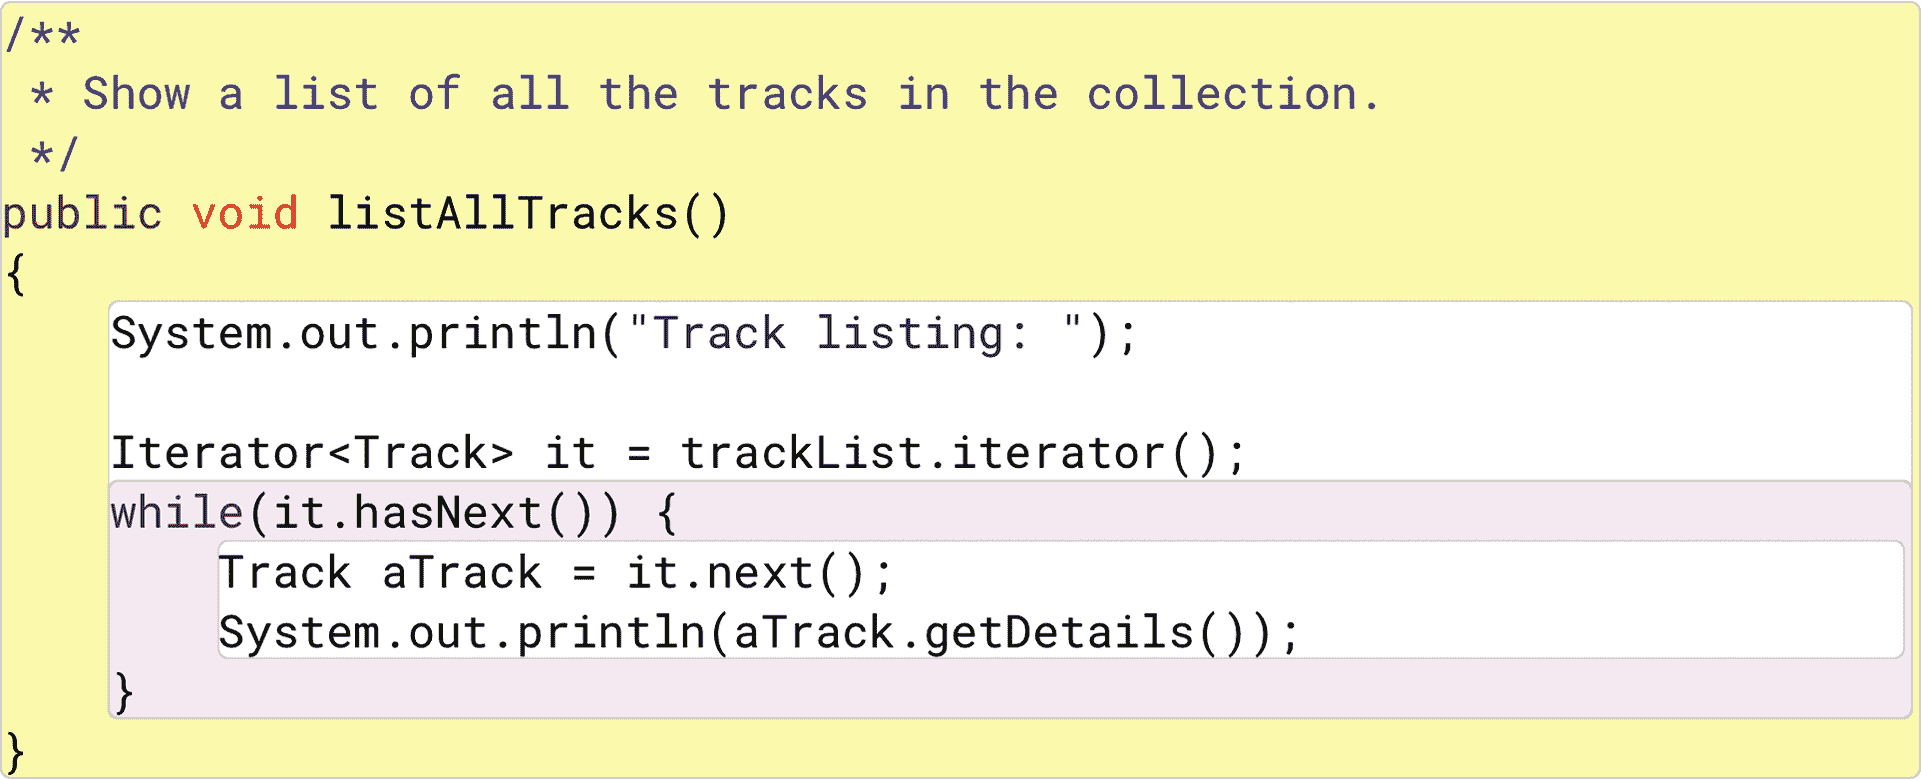 /**
 * Show a list of all the tracks in the collection.
 */
public void listAllTracks()
{
    System.out.println("Track listing: ");

    Iterator<Track> it = trackList.iterator();
    while(it.hasNext()) {
        Track aTrack = it.next();
        System.out.println(aTrack.getDetails());
    }
}